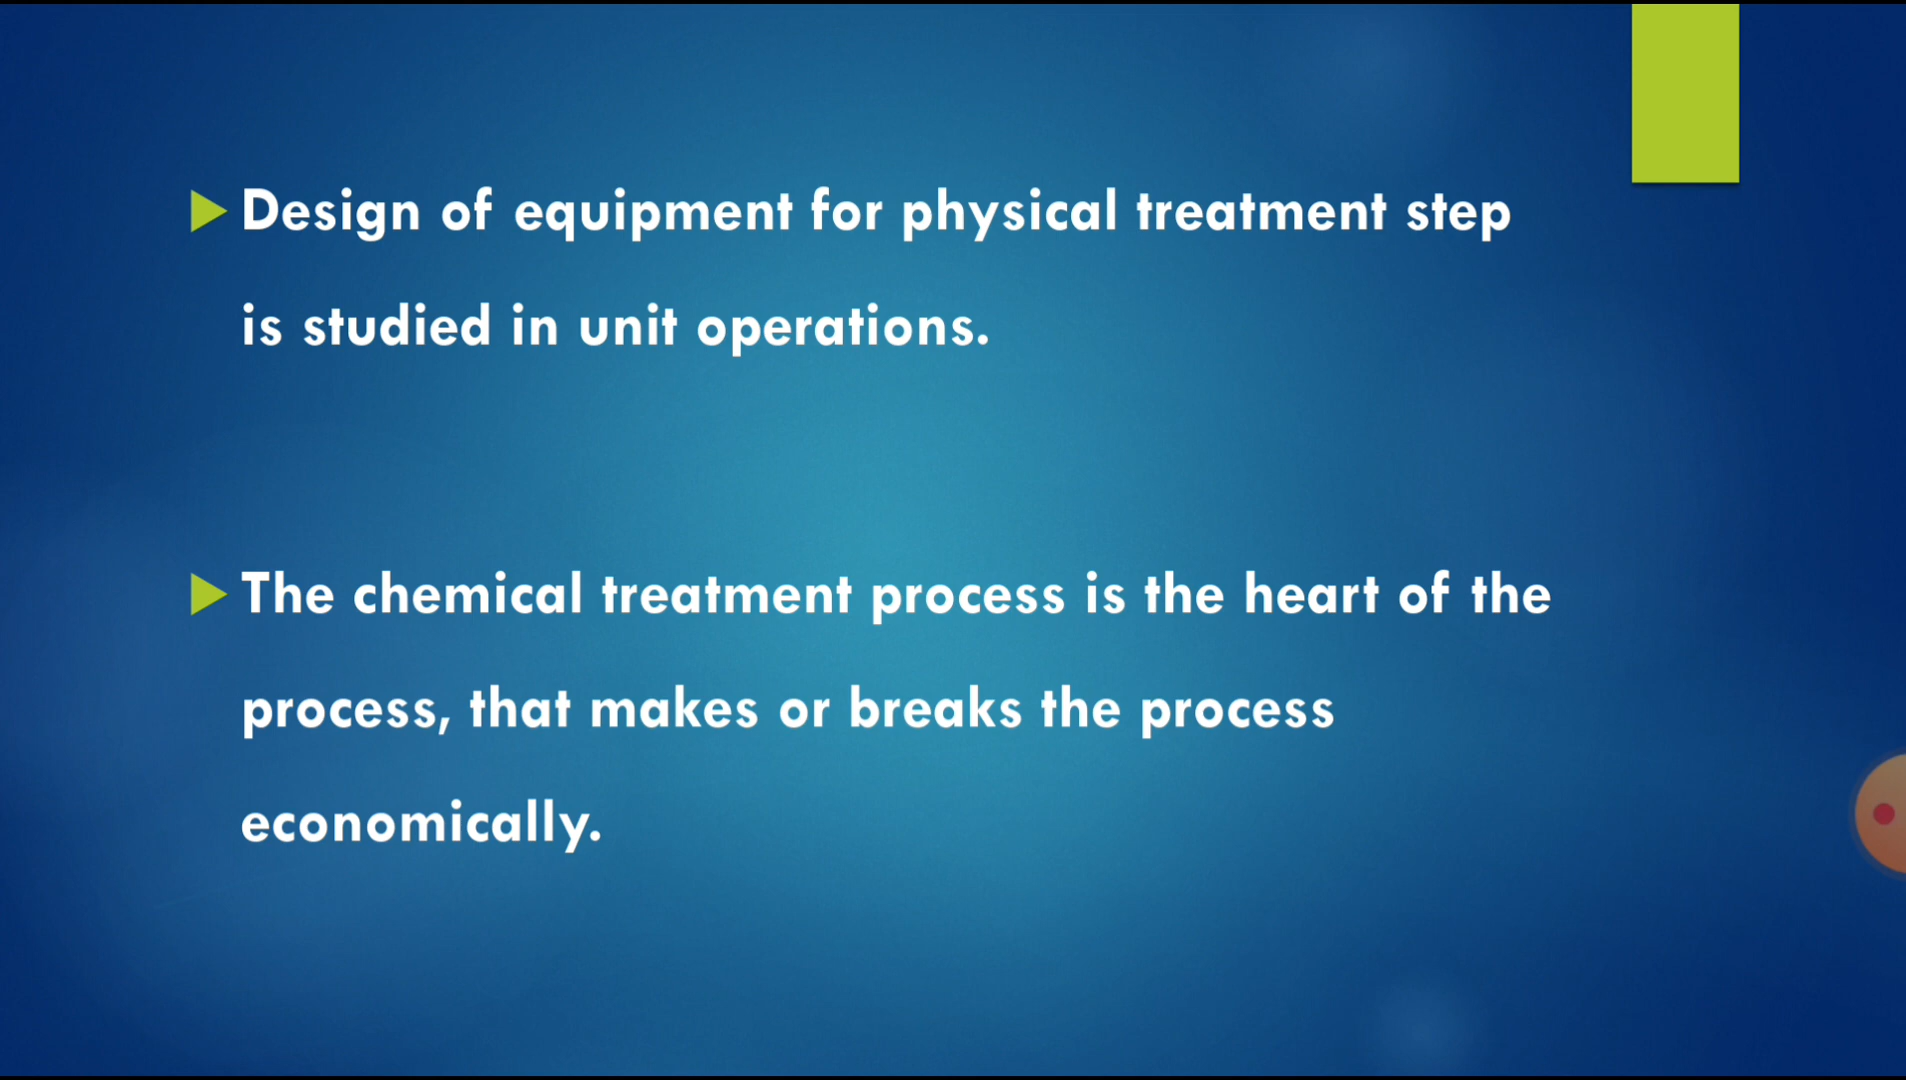 Design of equipment for physical treatment step
is studied in unit operations.
The chemical treatment process is the heart of the
process, that makes or breaks the process
economically.